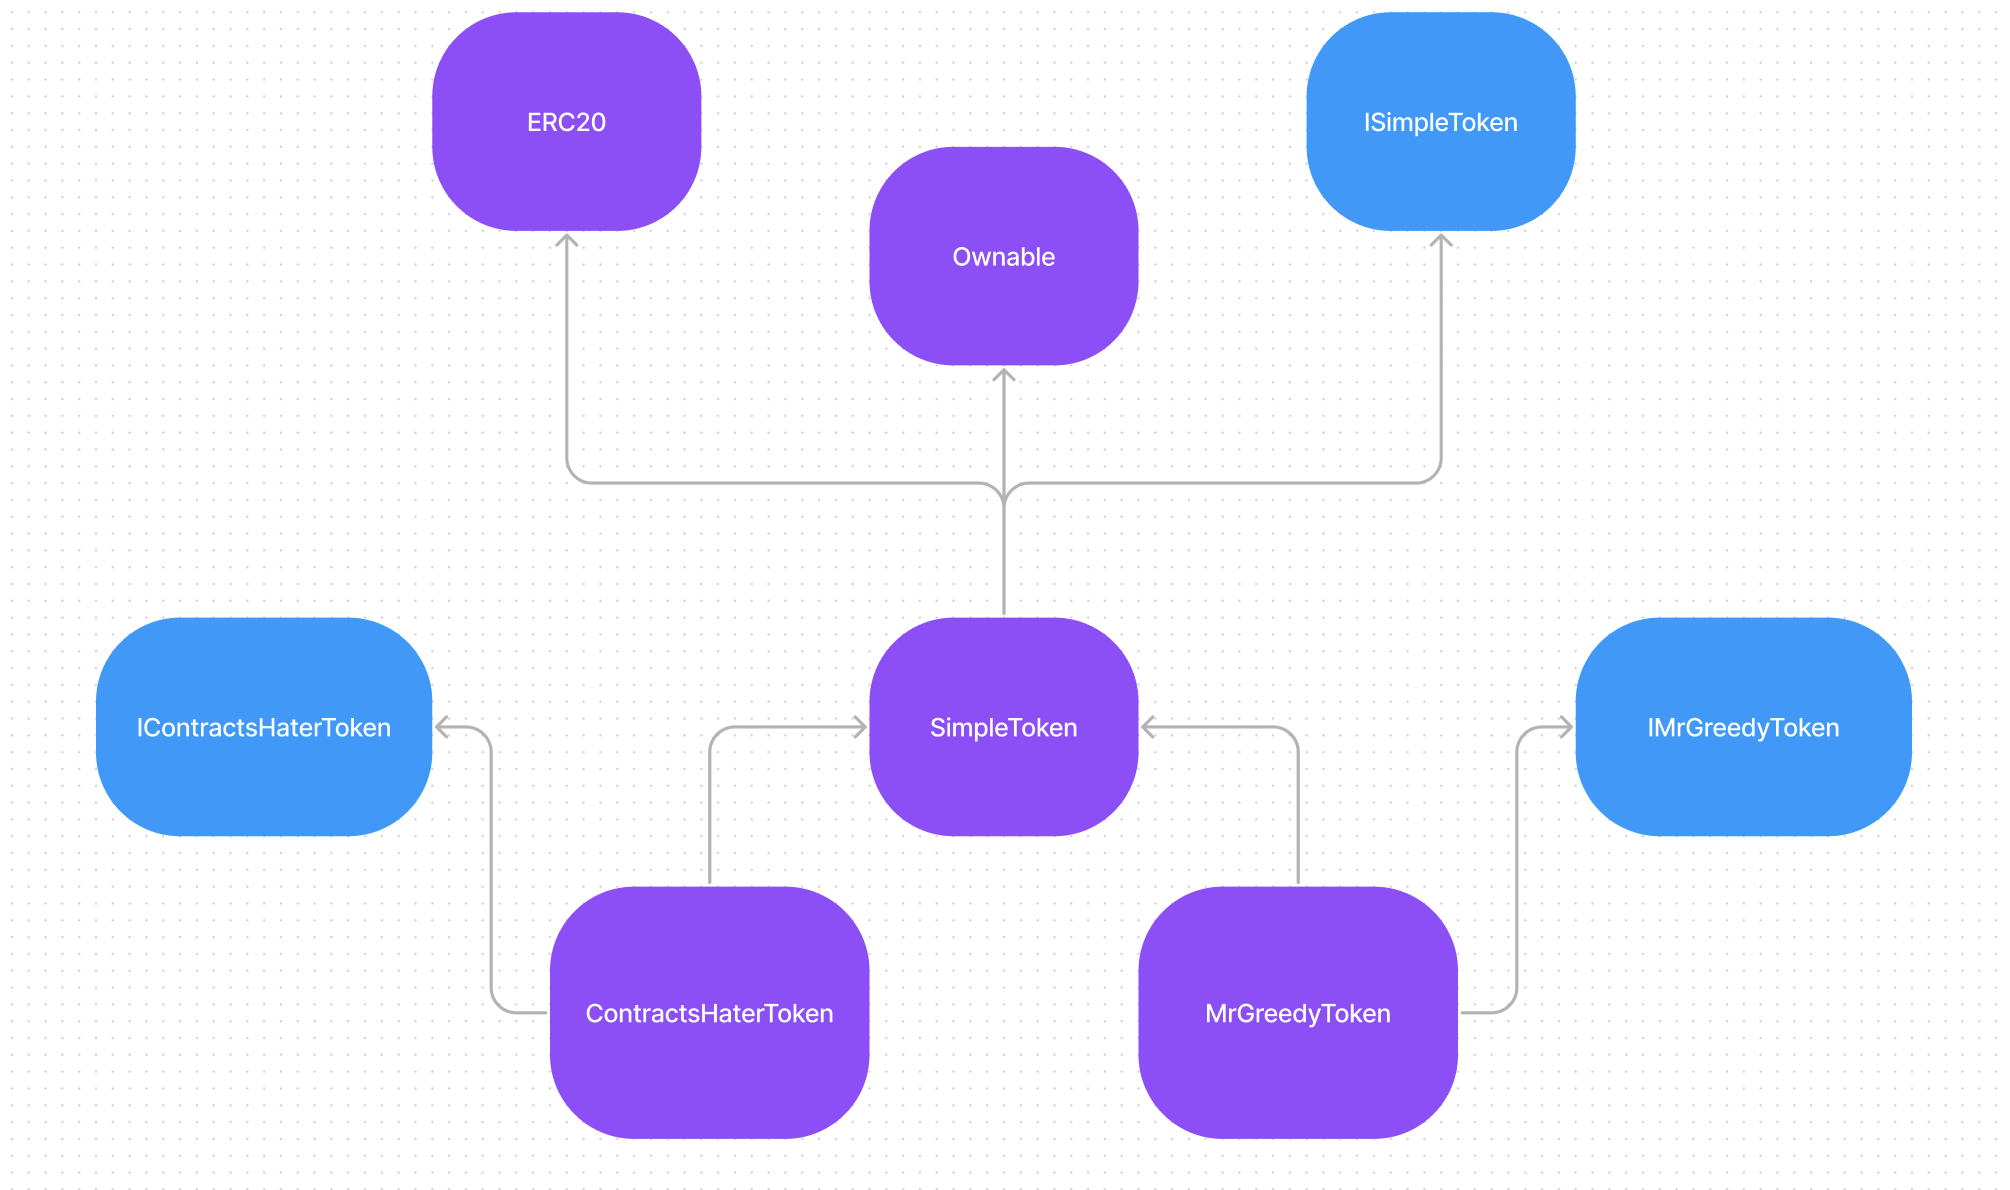 ERC20
ISimpleToken
Ownable
IContractsHaterToken
SimpleToken
IMrGreedyToken
ContractsHaterToken
MrGreedyToken